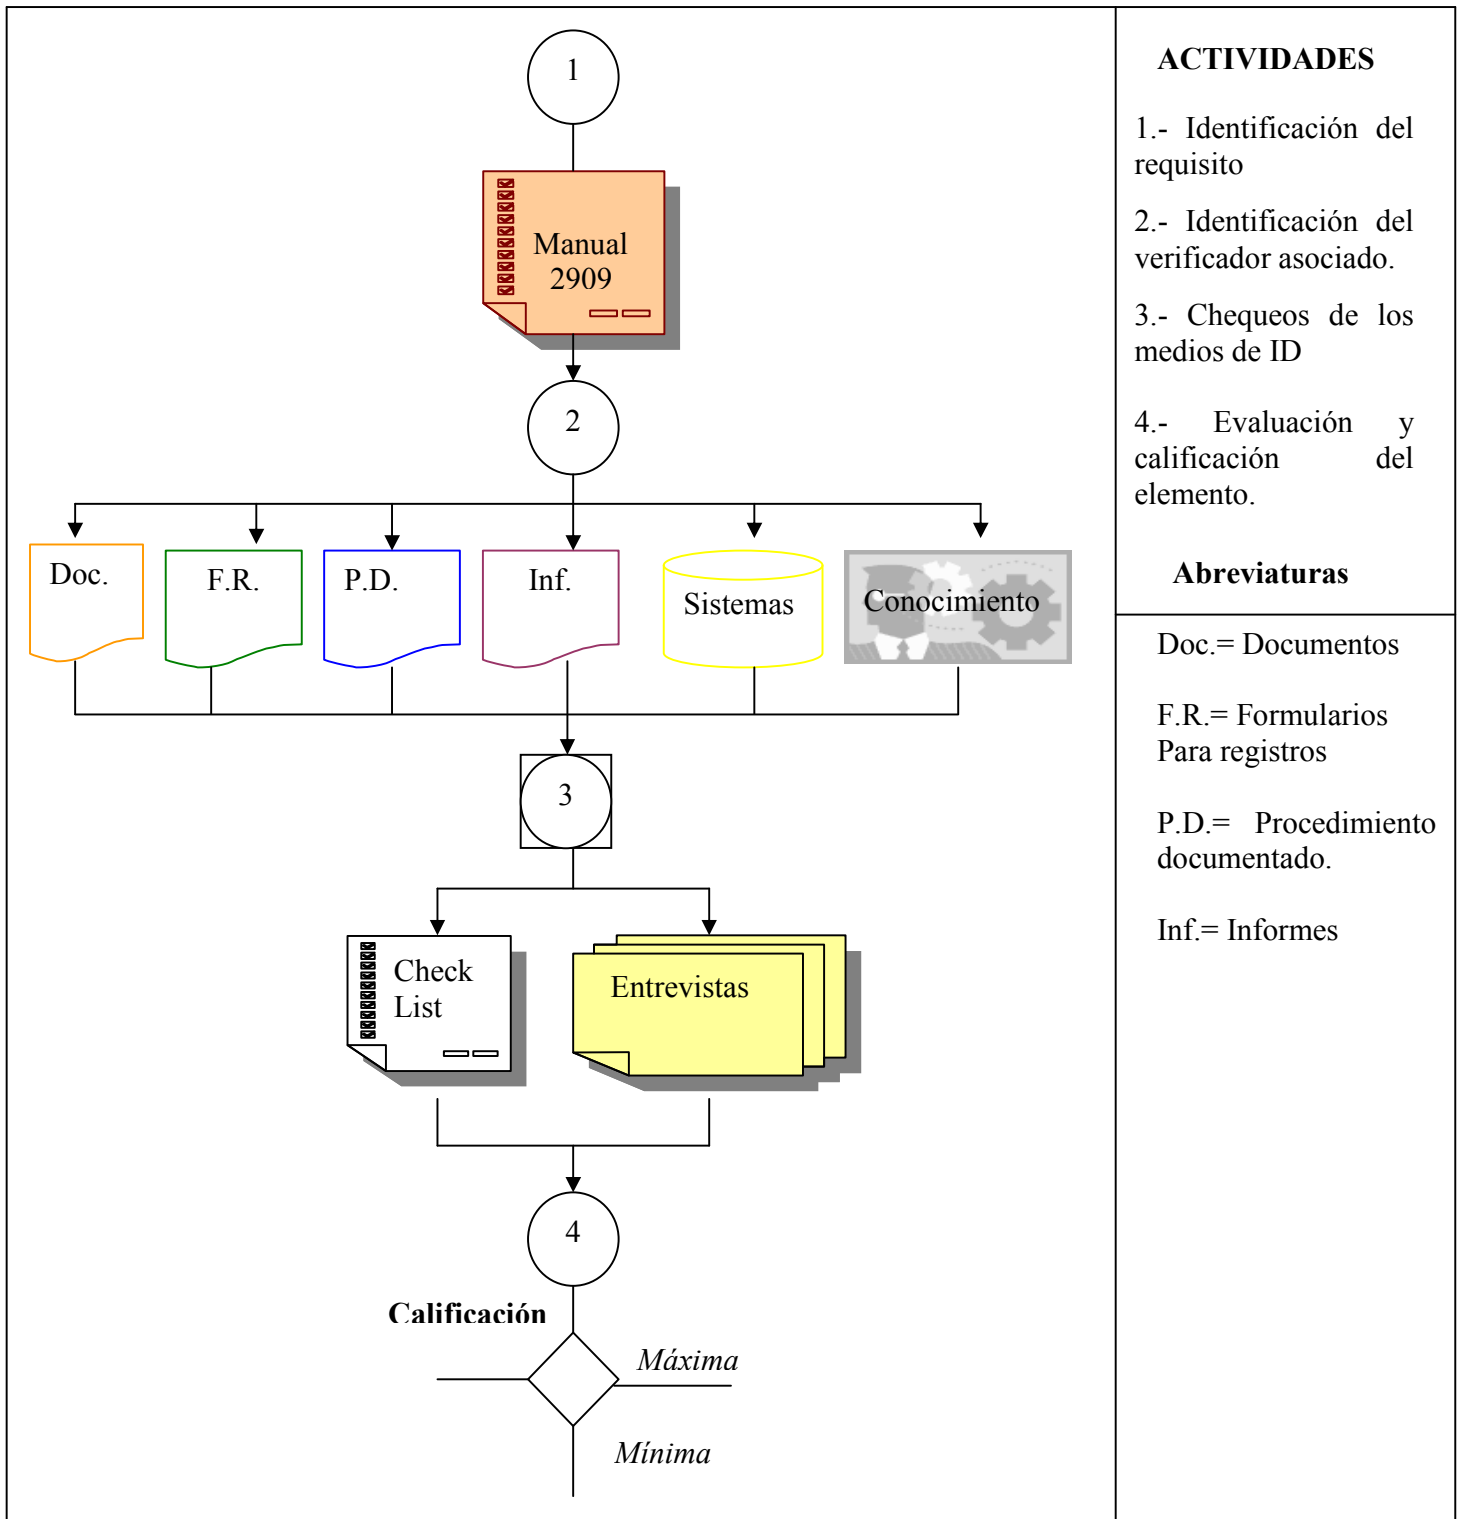 1
Manual
2909
2
Doc.
F.R.
P.D.
Inf.
Sistemas
Conocimiento
3
Check
List
Entrevistas
4
Calificación
Máxima
Mínima
ACTIVIDADES
1.- Identificación del
requisito
2.- Identificación del
verificador asociado.
3.- Chequeos de los
medios de ID
4.- Evaluación y
calificación del
elemento.
Abreviaturas
Doc.= Documentos
F.R.= Formularios
Para registros
P.D.= Procedimiento
documentado.
Inf.= Informes